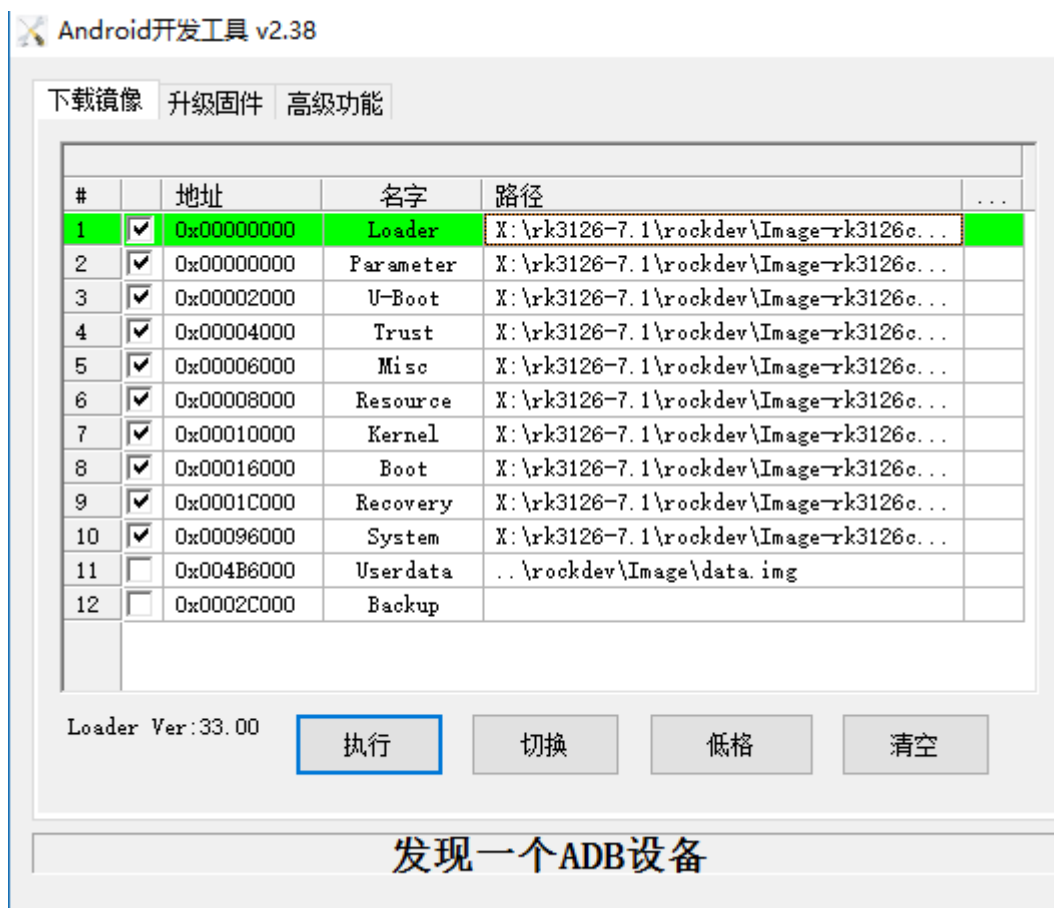 Android开发工具 v2.38
下载镜像 升级固件 高级功能
# 地址 名字 路径 ...
1 0x00000000 Loader X:\rk3126-7.1\rockdev\Image-rk3126c...
2 0x00000000 Parameter X:\rk3126-7.1\rockdev\Image-rk3126c...
3 0x00002000 U-Boot X:\rk3126-7.1\rockdev\Image-rk3126c...
4 0x00004000 Trust X:\rk3126-7.1\rockdev\Image-rk3126c...
5 0x00006000 Misc X:\rk3126-7.1\rockdev\Image-rk3126c...
6 0x00008000 Resource X:\rk3126-7.1\rockdev\Image-rk3126c...
7 0x00010000 Kernel X:\rk3126-7.1\rockdev\Image-rk3126c...
8 0x00016000 Boot X:\rk3126-7.1\rockdev\Image-rk3126c...
9 0x0001C000 Recovery X:\rk3126-7.1\rockdev\Image-rk3126c...
10 0x00096000 System X:\rk3126-7.1\rockdev\Image-rk3126c...
11 0x004B6000 Userdata ..\rockdev\Image\data.img
12 0x0002C000 Backup
Loader Ver:33.00 执行 切换 低格 清空
发现一个ADB设备